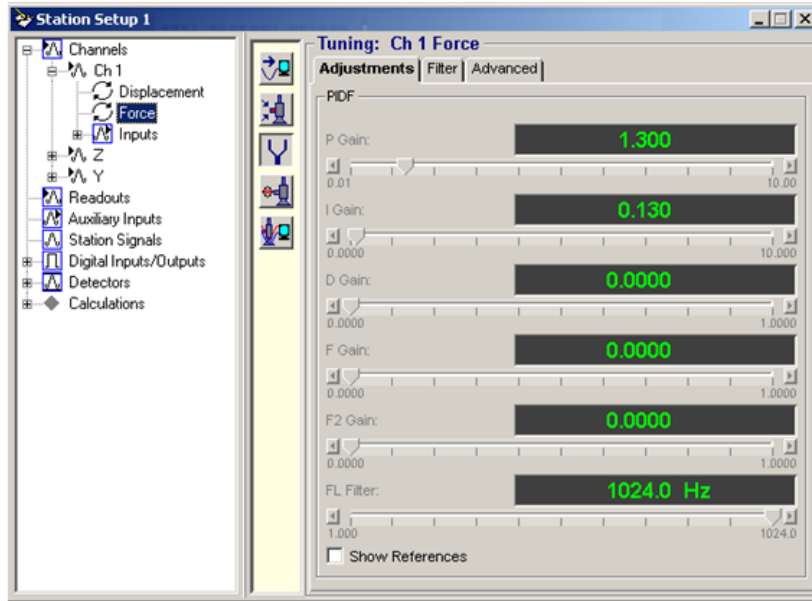 Station Setup 1
Channels
Ch 1
Displacement
Force
Inputs
Z
Y
Readouts
Auxiliary Inputs
Station Signals
Digital Inputs/Outputs
Detectors
Calculations
Tuning: Ch 1 Force
Adjustments Filter Advanced
PIDF
P Gain: 1.300
0.01 10.00
I Gain: 0.130
0.0000 10.000
D Gain: 0.0000
0.0000 1.0000
F Gain: 0.0000
0.0000 1.0000
F2 Gain: 0.0000
0.0000 1.0000
FL Filter: 1024.0 Hz
1.000 1024.0
Show References